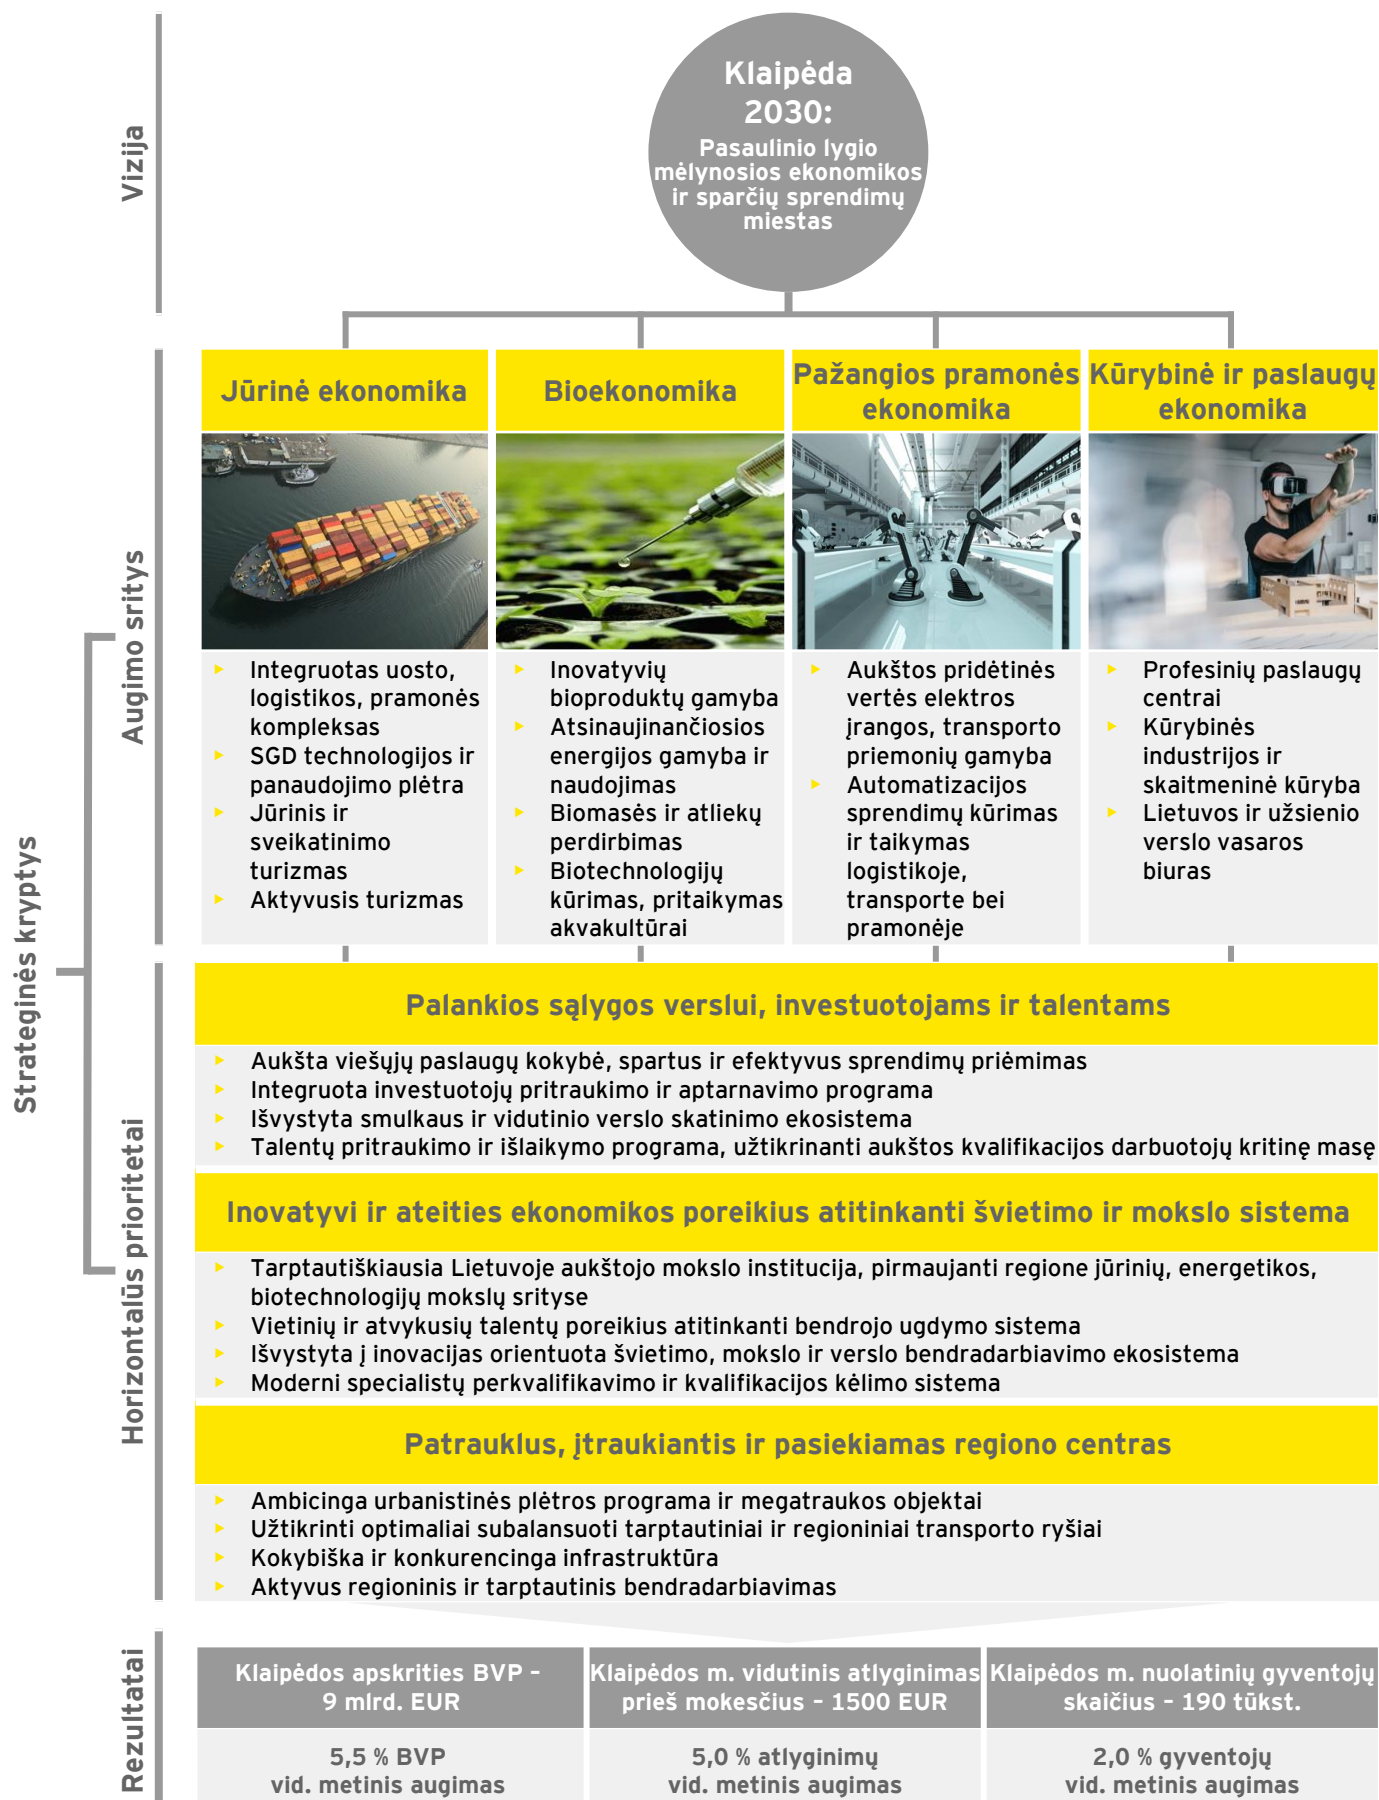 Vizija
Klaipėda
2030:
Pasaulinio lygio
mėlynosios ekonomikos
ir sparčių sprendimų
miestas
Strateginės kryptys
Augimo sritys
Jūrinė ekonomika
Integruotas uosto,
logistikos, pramonės
kompleksas
SGD technologijos ir
panaudojimo plėtra
Jūrinis ir
sveikatinimo
turizmas
Aktyvusis turizmas
Bioekonomika
Inovatyvių
bioproduktų gamyba
Atsinaujinančiosios
energijos gamyba ir
naudojimas
Biomasės ir atliekų
perdirbimas
Biotechnologijų
kūrimas, pritaikymas
akvakultūrai
Pažangios pramonės
ekonomika
Aukštos pridėtinės
vertės elektros
įrangos, transporto
priemonių gamyba
Automatizacijos
sprendimų kūrimas
ir taikymas
logistikoje,
transporte bei
pramonėje
Kūrybinė ir paslaugų
ekonomika
Profesinių paslaugų
centrai
Kūrybinės
industrijos ir
skaitmeninė kūryba
Lietuvos ir užsienio
verslo vasaros
biuras
Horizontalūs prioritetai
Palankios sąlygos verslui, investuotojams ir talentams
Aukšta viešųjų paslaugų kokybė, spartus ir efektyvus sprendimų priėmimas
Integruota investuotojų pritraukimo ir aptarnavimo programa
Išvystyta smulkaus ir vidutinio verslo skatinimo ekosistema
Talentų pritraukimo ir išlaikymo programa, užtikrinanti aukštos kvalifikacijos darbuotojų kritinę masę
Inovatyvi ir ateities ekonomikos poreikius atitinkanti švietimo ir mokslo sistema
Tarptautiškiausia Lietuvoje aukštojo mokslo institucija, pirmaujanti regione jūrinių, energetikos,
biotechnologijų mokslų srityse
Vietinių ir atvykusių talentų poreikius atitinkanti bendrojo ugdymo sistema
Išvystyta į inovacijas orientuota švietimo, mokslo ir verslo bendradarbiavimo ekosistema
Moderni specialistų perkvalifikavimo ir kvalifikacijos kėlimo sistema
Patrauklus, įtraukiantis ir pasiekiamas regiono centras
Ambicinga urbanistinės plėtros programa ir megatraukos objektai
Užtikrinti optimaliai subalansuoti tarptautiniai ir regioniniai transporto ryšiai
Kokybiška ir konkurencinga infrastruktūra
Aktyvus regioninis ir tarptautinis bendradarbiavimas
Rezultatai
Klaipėdos apskrities BVP –
9 mlrd. EUR
5,5 % BVP
vid. metinis augimas
Klaipėdos m. vidutinis atlyginimas
prieš mokesčius – 1500 EUR
5,0 % atlyginimų
vid. metinis augimas
Klaipėdos m. nuolatinių gyventojų
skaičius – 190 tūkst.
2,0 % gyventojų
vid. metinis augimas